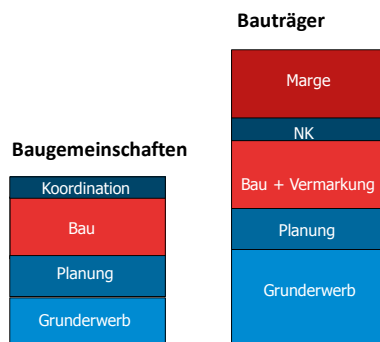 Bauträger
Marge
NK
Bau + Vermarkung
Planung
Grunderwerb
Baugemeinschaften
Koordination
Bau
Planung
Grunderwerb